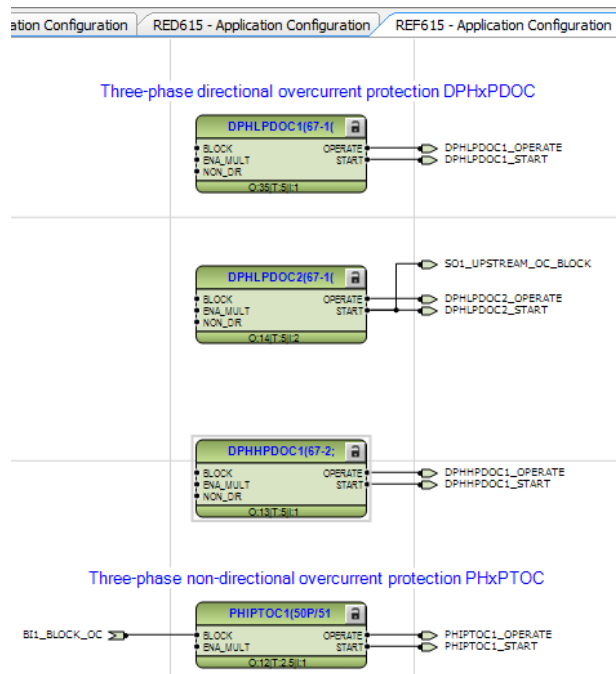 ation Configuration
RED615 - Application Configuration
REF615 - Application Configuration
Three-phase directional overcurrent protection DPHxPDOC
DPHLPDOC1(67-1(
BLOCK
ENA_MULT
NON_DIR
OPERATE
START
O:35|T:5|I:1
DPHLPDOC1_OPERATE
DPHLPDOC1_START
SO1_UPSTREAM_OC_BLOCK
DPHLPDOC2(67-1(
BLOCK
ENA_MULT
NON_DIR
OPERATE
START
O:14|T:5|I:2
DPHLPDOC2_OPERATE
DPHLPDOC2_START
DPHHPDOC1(67-2;
BLOCK
ENA_MULT
NON_DIR
OPERATE
START
O:13|T:5|I:1
DPHHPDOC1_OPERATE
DPHHPDOC1_START
Three-phase non-directional overcurrent protection PHxPTOC
PHIPTOC1(50P/51
BI1_BLOCK_OC
BLOCK
ENA_MULT
OPERATE
START
O:12|T:2.5|I:1
PHIPTOC1_OPERATE
PHIPTOC1_START